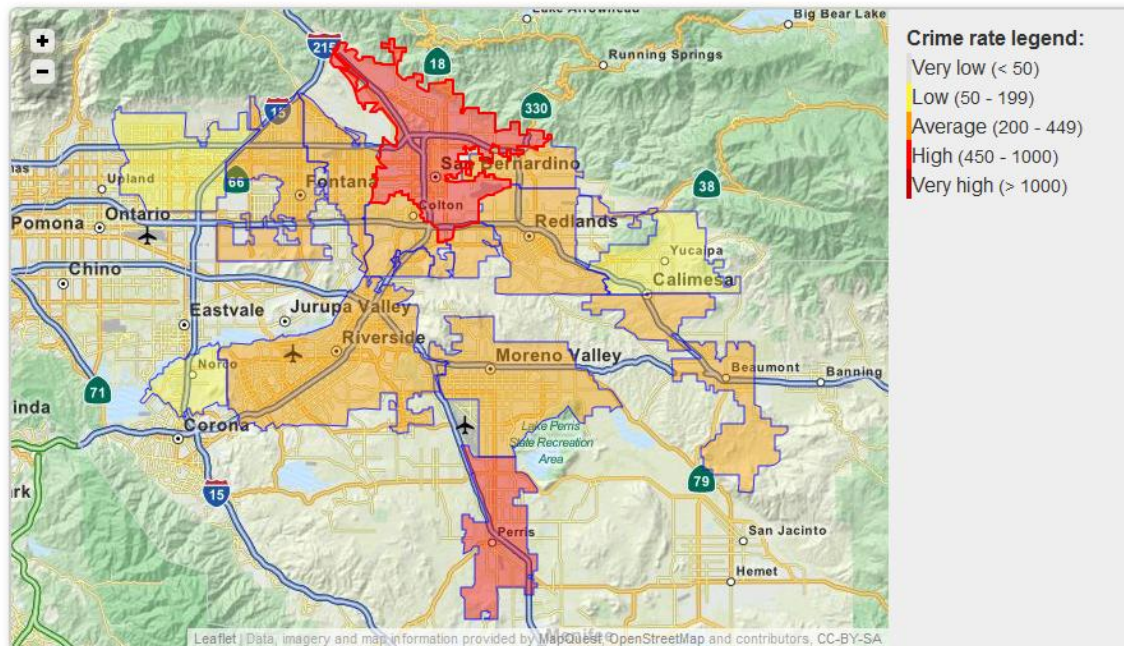 Lake Arrowhead
Big Bear Lake
+
215
18
Running Springs
−
330
15
Upland
66
Fontana
San Bernardino
38
Pomona
Ontario
Colton
Redlands
Yucaipa
Chino
Calimesa
Eastvale
Jurupa Valley
Riverside
Moreno Valley
Norco
Beaumont
Banning
71
inda
Corona
Lake Perris
State Recreation
Area
79
15
rk
Perris
San Jacinto
Hemet
Leaflet | Data, imagery and map information provided by MapQuest, OpenStreetMap and contributors, CC-BY-SA
Crime rate legend:
Very low (< 50)
Low (50 - 199)
Average (200 - 449)
High (450 - 1000)
Very high (> 1000)